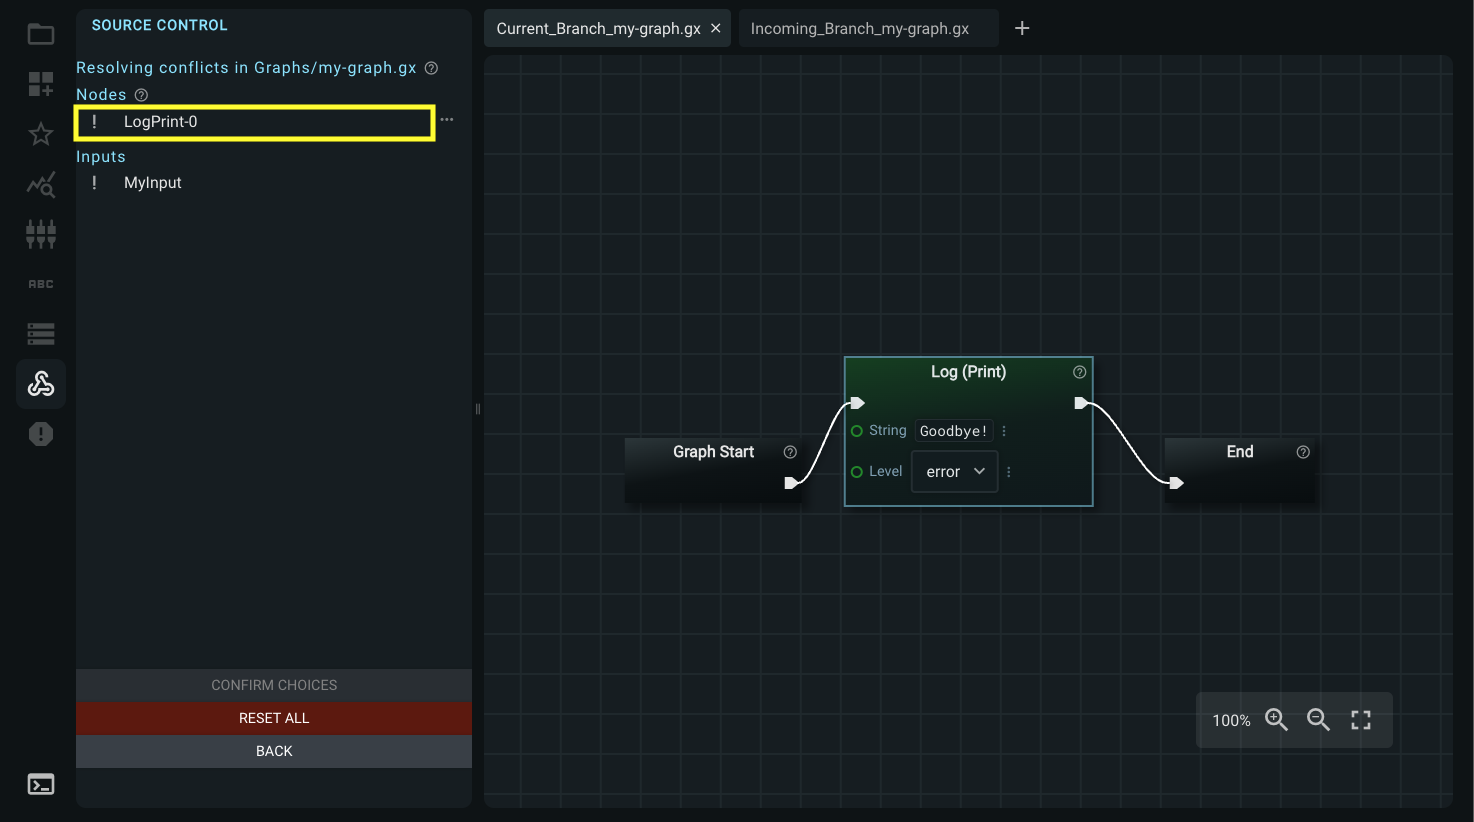 SOURCE CONTROL
Resolving conflicts in Graphs/my-graph.gx
Nodes
! LogPrint-0
Inputs
! MyInput
ABC
CONFIRM CHOICES
RESET ALL
BACK
Current_Branch_my-graph.gx
Incoming_Branch_my-graph.gx
Graph Start
Log (Print)
String Goodbye!
Level error
End
100%